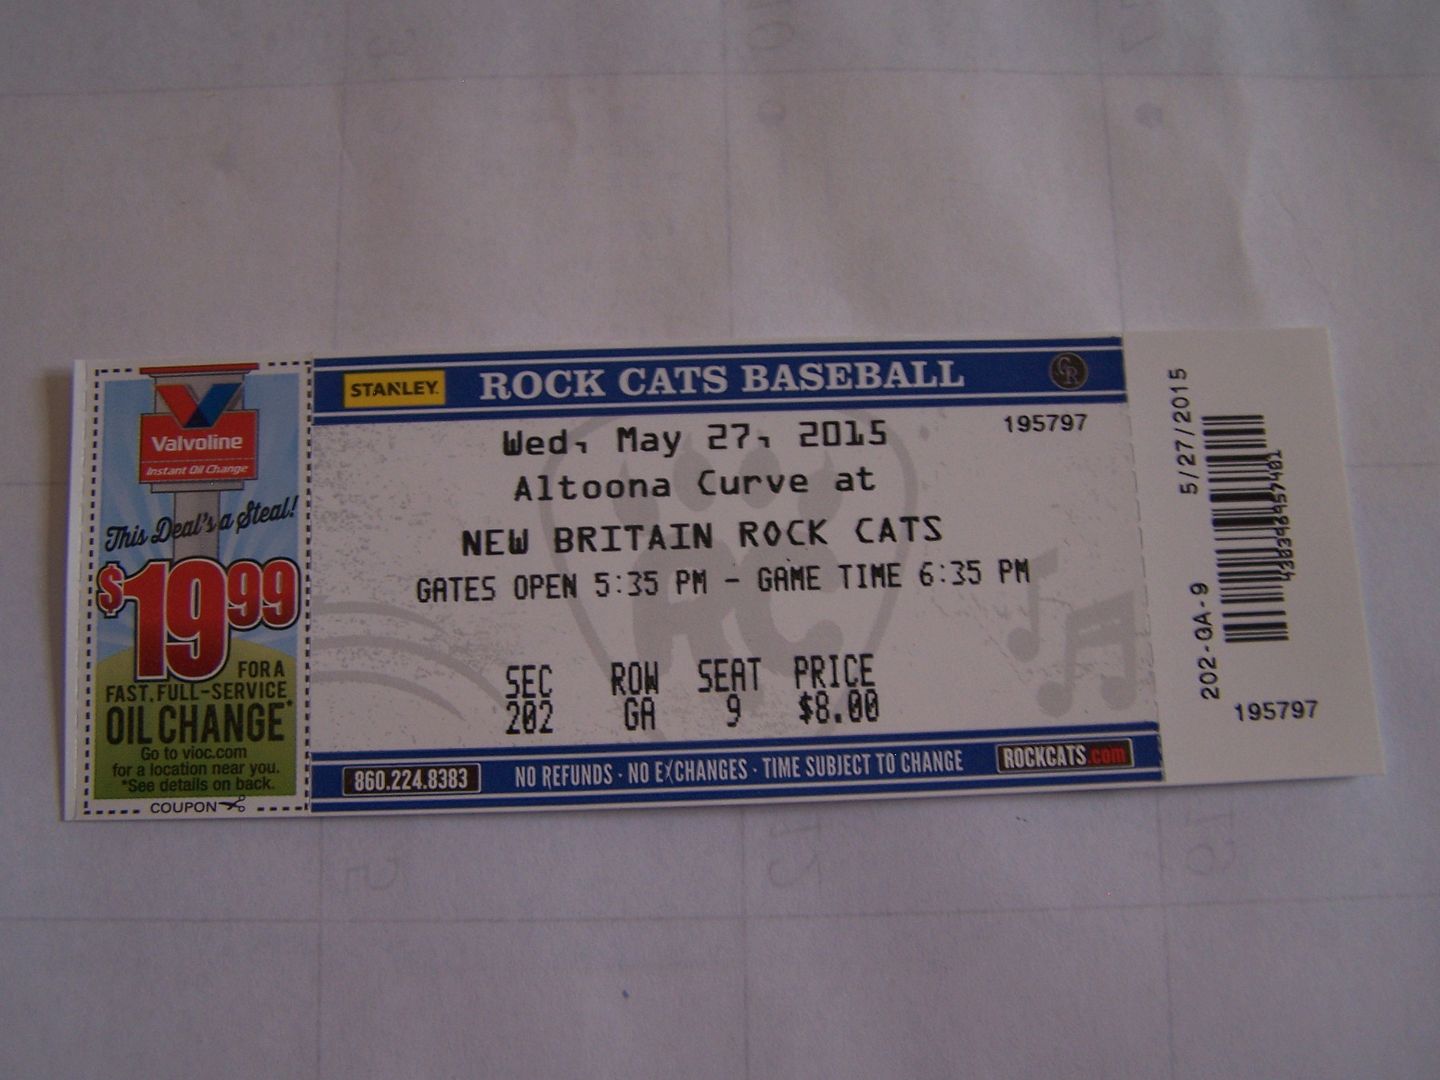 Valvoline
Instant Oil Change
This Deal's a Steal!
$19.99
FOR A
FAST, FULL-SERVICE
OIL CHANGE*
Go to vioc.com
for a location near you.
*See details on back.
COUPON
STANLEY.
ROCK CATS BASEBALL
CR
195797
Wed, May 27, 2015
Altoona Curve at
NEW BRITAIN ROCK CATS
GATES OPEN 5:35 PM - GAME TIME 6:35 PM
SEC ROW SEAT PRICE
202 GA 9 $8.00
860.224.8383
NO REFUNDS · NO EXCHANGES · TIME SUBJECT TO CHANGE
ROCKCATS.com
5/27/2015
202-GA-9
195797